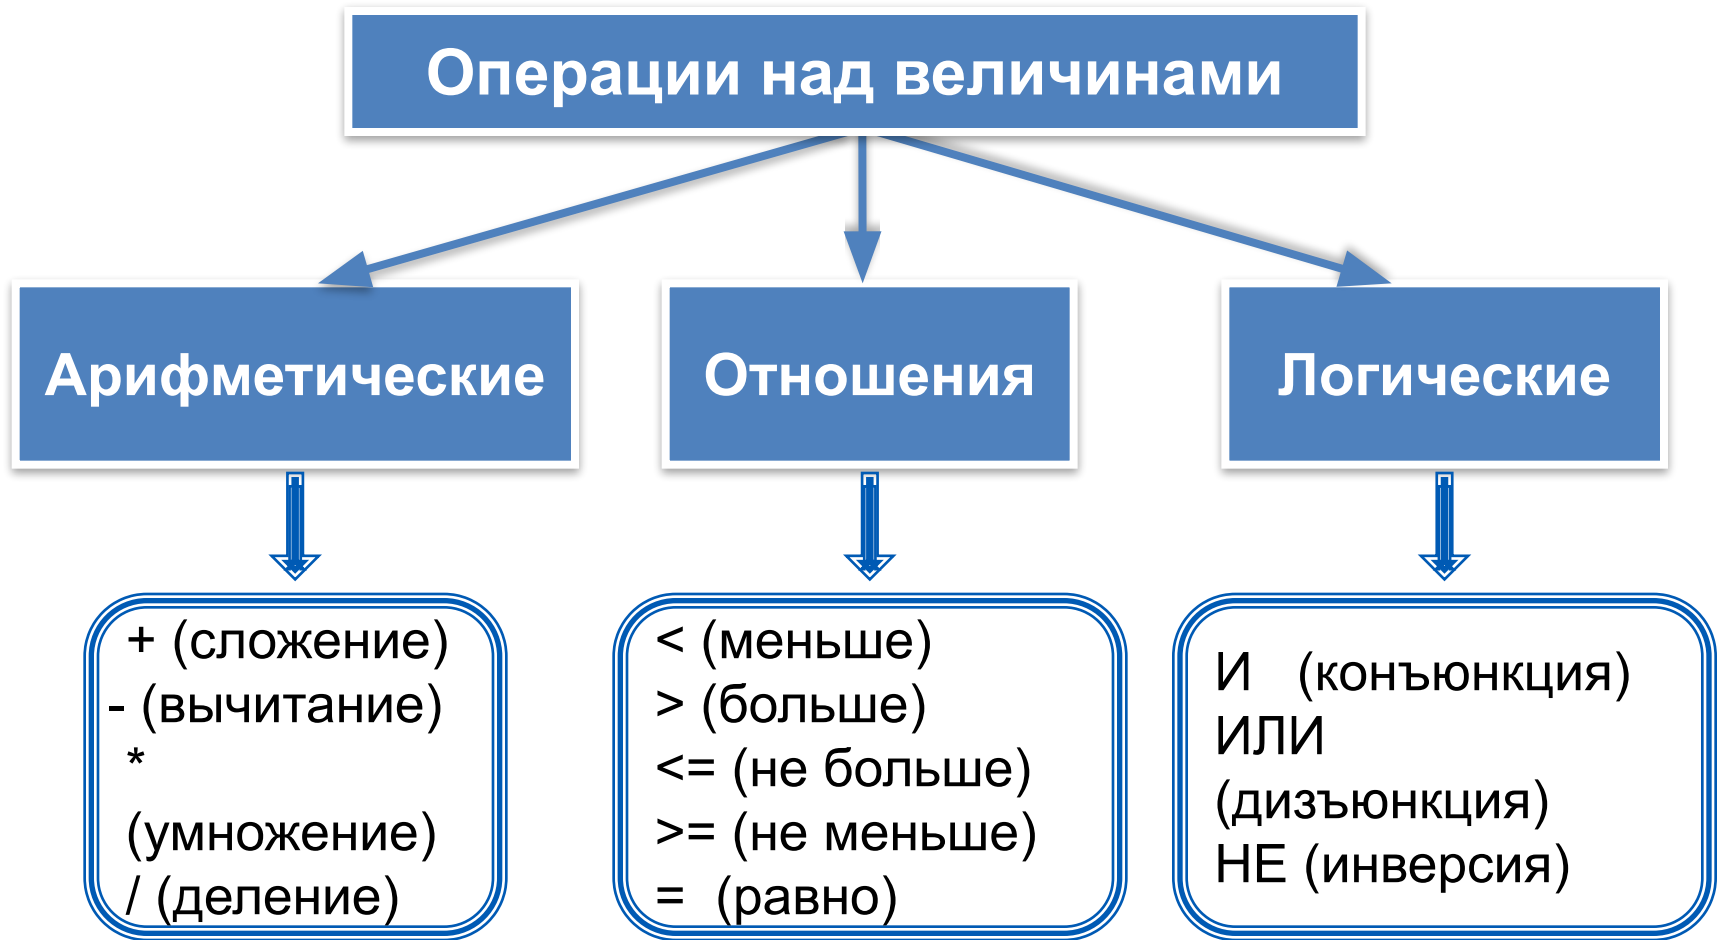 Операции над величинами
Арифметические
Отношения
Логические
+ (сложение)
- (вычитание)
*
(умножение)
/ (деление)
< (меньше)
> (больше)
<= (не больше)
>= (не меньше)
= (равно)
И (конъюнкция)
ИЛИ
(дизъюнкция)
НЕ (инверсия)